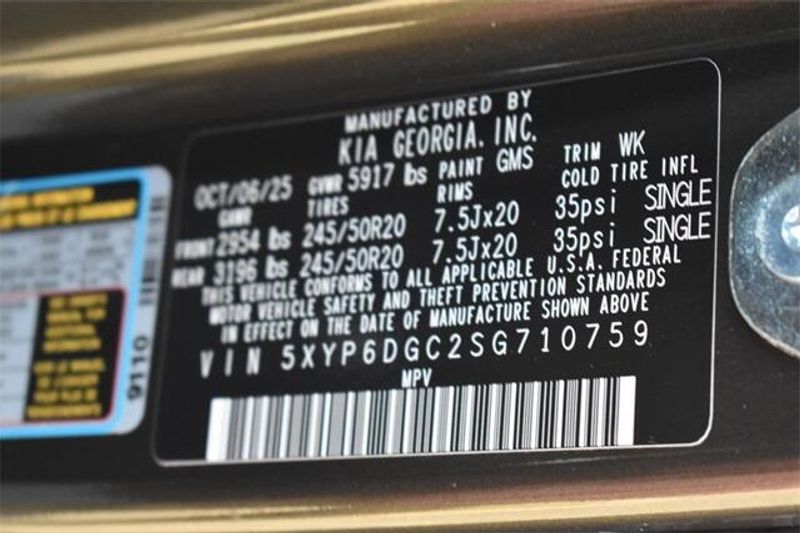 MANUFACTURED BY
KIA GEORGIA, INC.
OCT/06/25 GVWR 5917 lbs PAINT GMS TRIM WK
GAWR TIRES RIMS COLD TIRE INFL
FRONT 2954 lbs 245/50R20 7.5Jx20 35psi SINGLE
REAR 3196 lbs 245/50R20 7.5Jx20 35psi SINGLE
THIS VEHICLE CONFORMS TO ALL APPLICABLE U.S.A. FEDERAL
MOTOR VEHICLE SAFETY AND THEFT PREVENTION STANDARDS
IN EFFECT ON THE DATE OF MANUFACTURE SHOWN ABOVE
VIN 5XYP6DGC2SG710759
MPV
9110